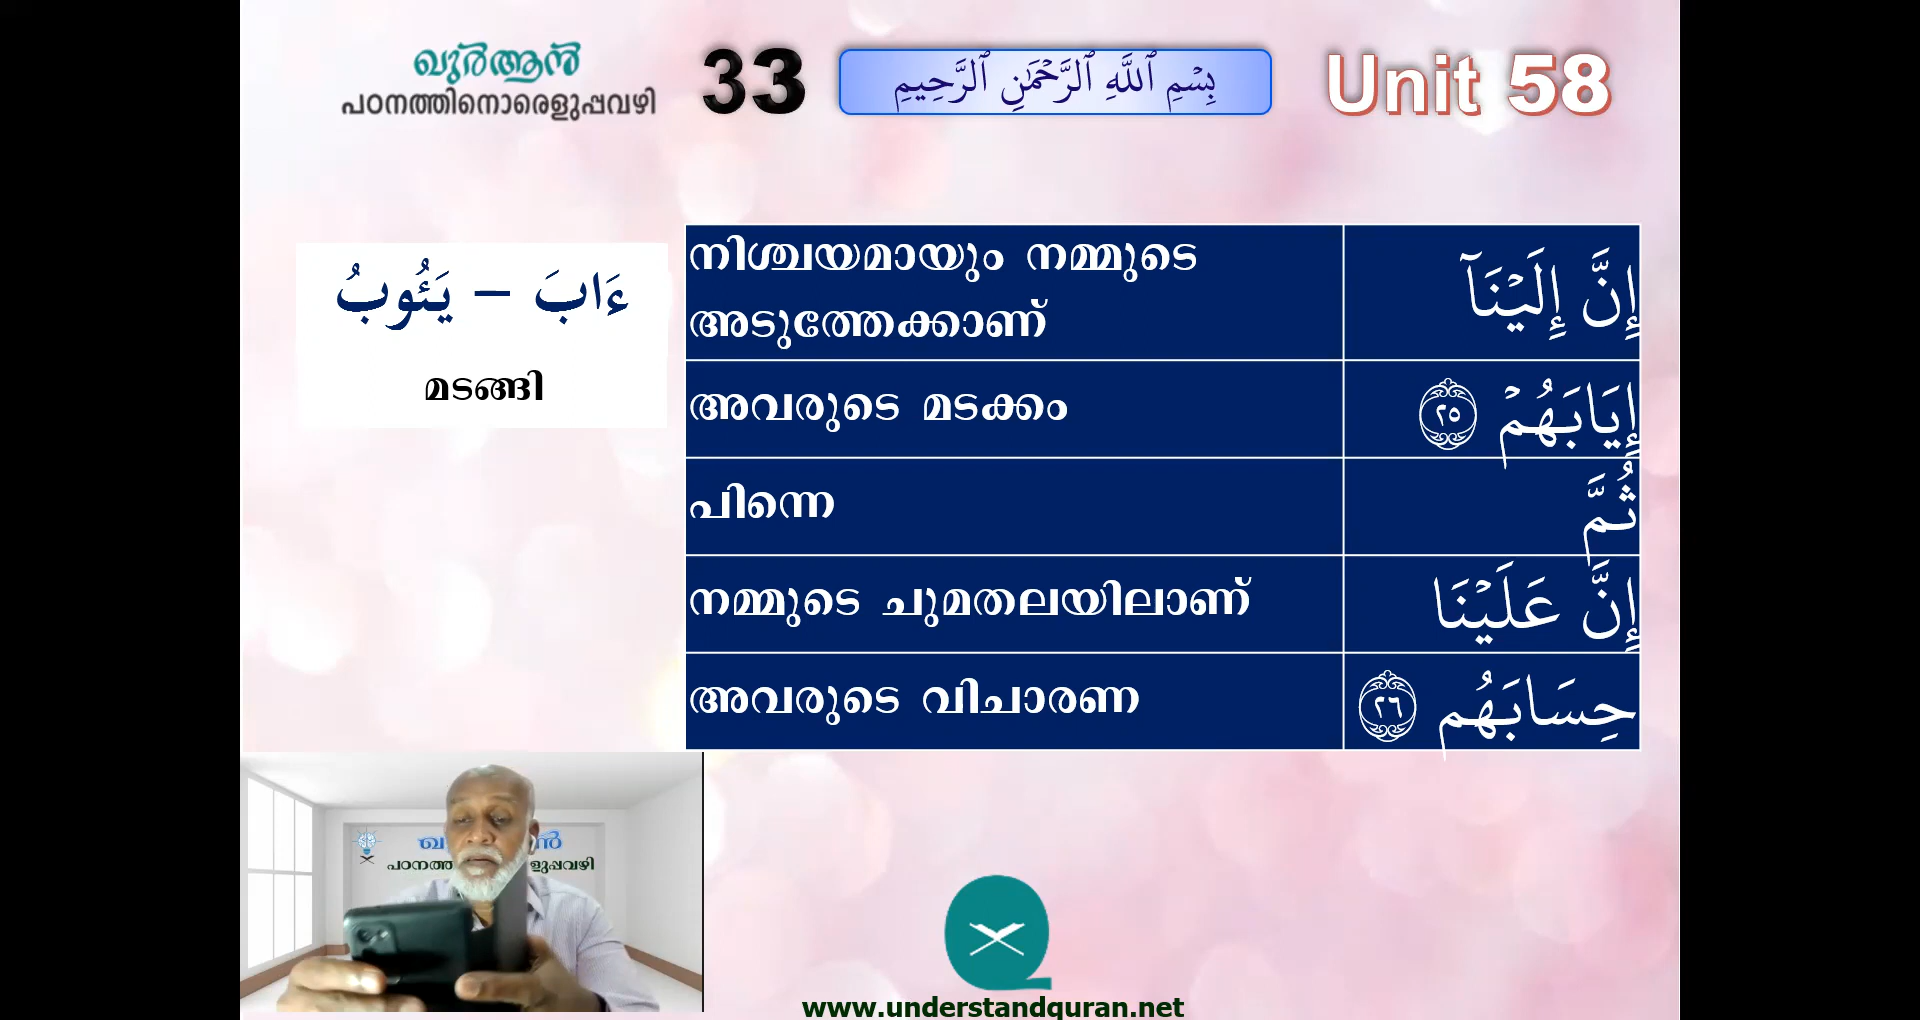 ഖുർആൻ
പഠനത്തിനൊരെളുപ്പവഴി
33
بِسْمِ ٱللَّهِ ٱلرَّحْمَٰنِ ٱلرَّحِيمِ
Unit 58
ءَابَ – يَـُٔوبُ
മടങ്ങി
നിശ്ചയമായും നമ്മുടെ
അടുത്തേക്കാണ്
إِنَّ إِلَيْنَآ
അവരുടെ മടക്കം
إِيَابَهُمْ ٢٥
പിന്നെ
ثُمَّ
നമ്മുടെ ചുമതലയിലാണ്
إِنَّ عَلَيْنَا
അവരുടെ വിചാരണ
حِسَابَهُم ٢٦
www.understandquran.net